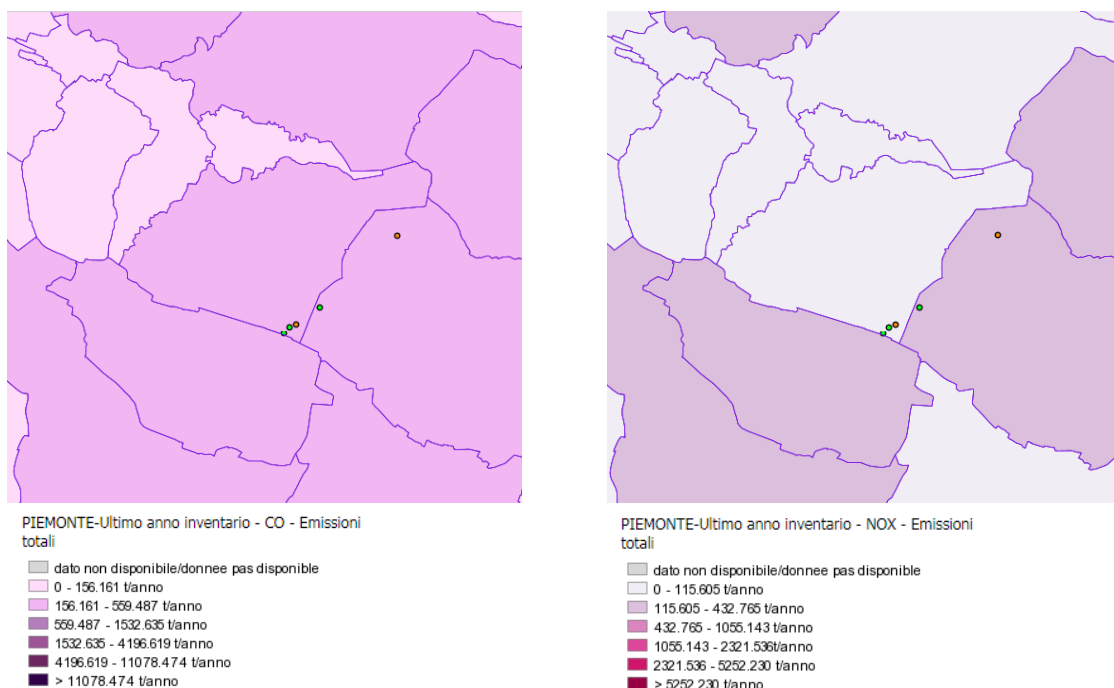 PIEMONTE-Ultimo anno inventario - CO - Emissioni
totali
dato non disponibile/donnee pas disponible
0 - 156.161 t/anno
156.161 - 559.487 t/anno
559.487 - 1532.635 t/anno
1532.635 - 4196.619 t/anno
4196.619 - 11078.474 t/anno
> 11078.474 t/anno
PIEMONTE-Ultimo anno inventario - NOX - Emissioni
totali
dato non disponibile/donnee pas disponibile
0 - 115.605 t/anno
115.605 - 432.765 t/anno
432.765 - 1055.143 t/anno
1055.143 - 2321.536t/anno
2321.536 - 5252.230 t/anno
> 5252.230 t/anno